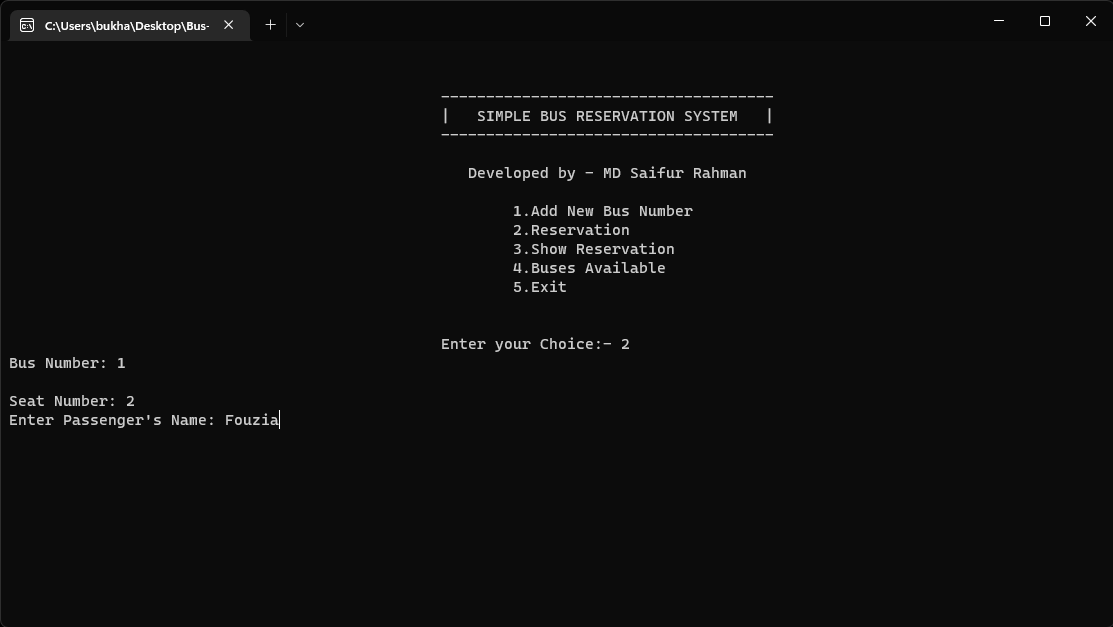 C:\Users\bukha\Desktop\Bus-
-------------------------------------
| SIMPLE BUS RESERVATION SYSTEM |
-------------------------------------
Developed by - MD Saifur Rahman
1.Add New Bus Number
2.Reservation
3.Show Reservation
4.Buses Available
5.Exit
Enter your Choice:- 2
Bus Number: 1
Seat Number: 2
Enter Passenger's Name: Fouzia